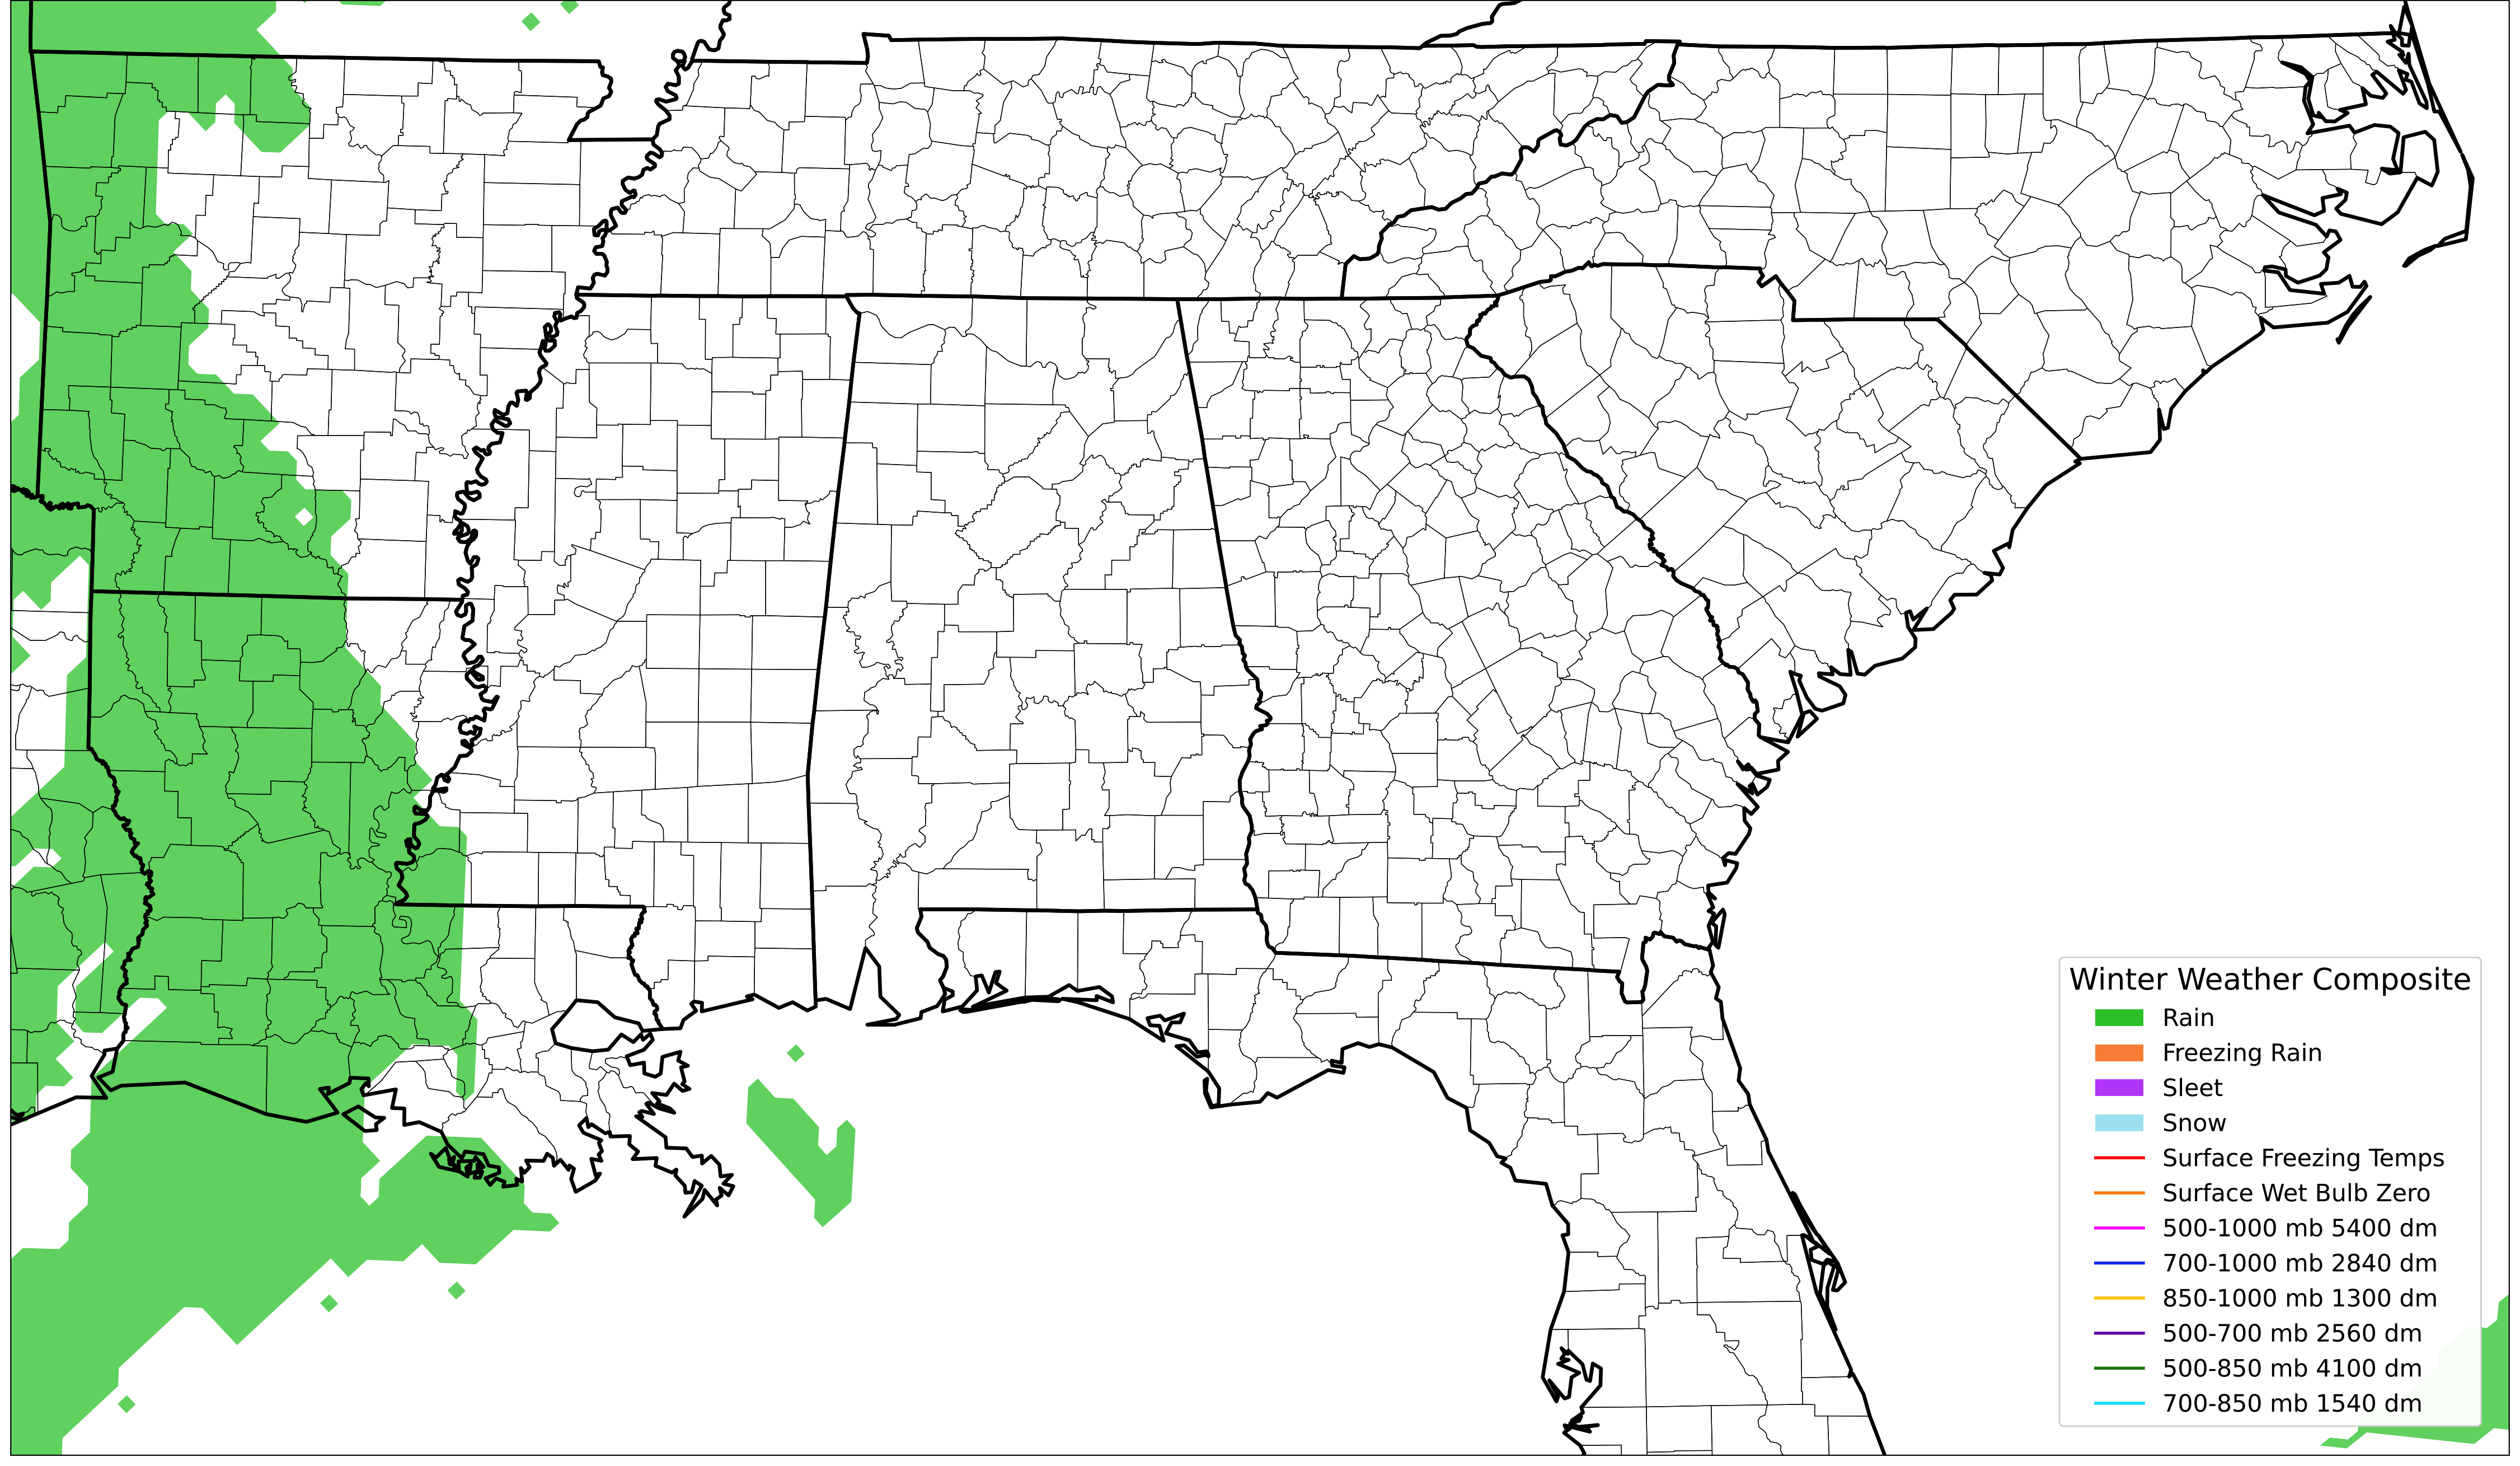 Winter Weather Composite
Rain
Freezing Rain
Sleet
Snow
Surface Freezing Temps
Surface Wet Bulb Zero
500-1000 mb 5400 dm
700-1000 mb 2840 dm
850-1000 mb 1300 dm
500-700 mb 2560 dm
500-850 mb 4100 dm
700-850 mb 1540 dm